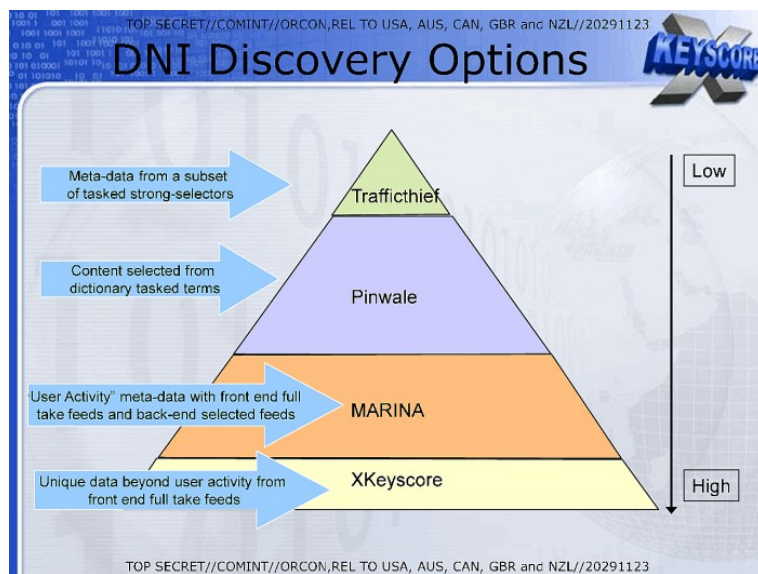 TOP SECRET//COMINT//ORCON,REL TO USA, AUS, CAN, GBR and NZL//20291123
DNI Discovery Options
X
KEYSCORE
Meta-data from a subset
of tasked strong-selectors
Trafficthief
Low
Content selected from
dictionary tasked terms
Pinwale
"User Activity" meta-data with front end full
take feeds and back-end selected feeds
MARINA
Unique data beyond user activity from
front end full take feeds
XKeyscore
High
TOP SECRET//COMINT//ORCON,REL TO USA, AUS, CAN, GBR and NZL//20291123